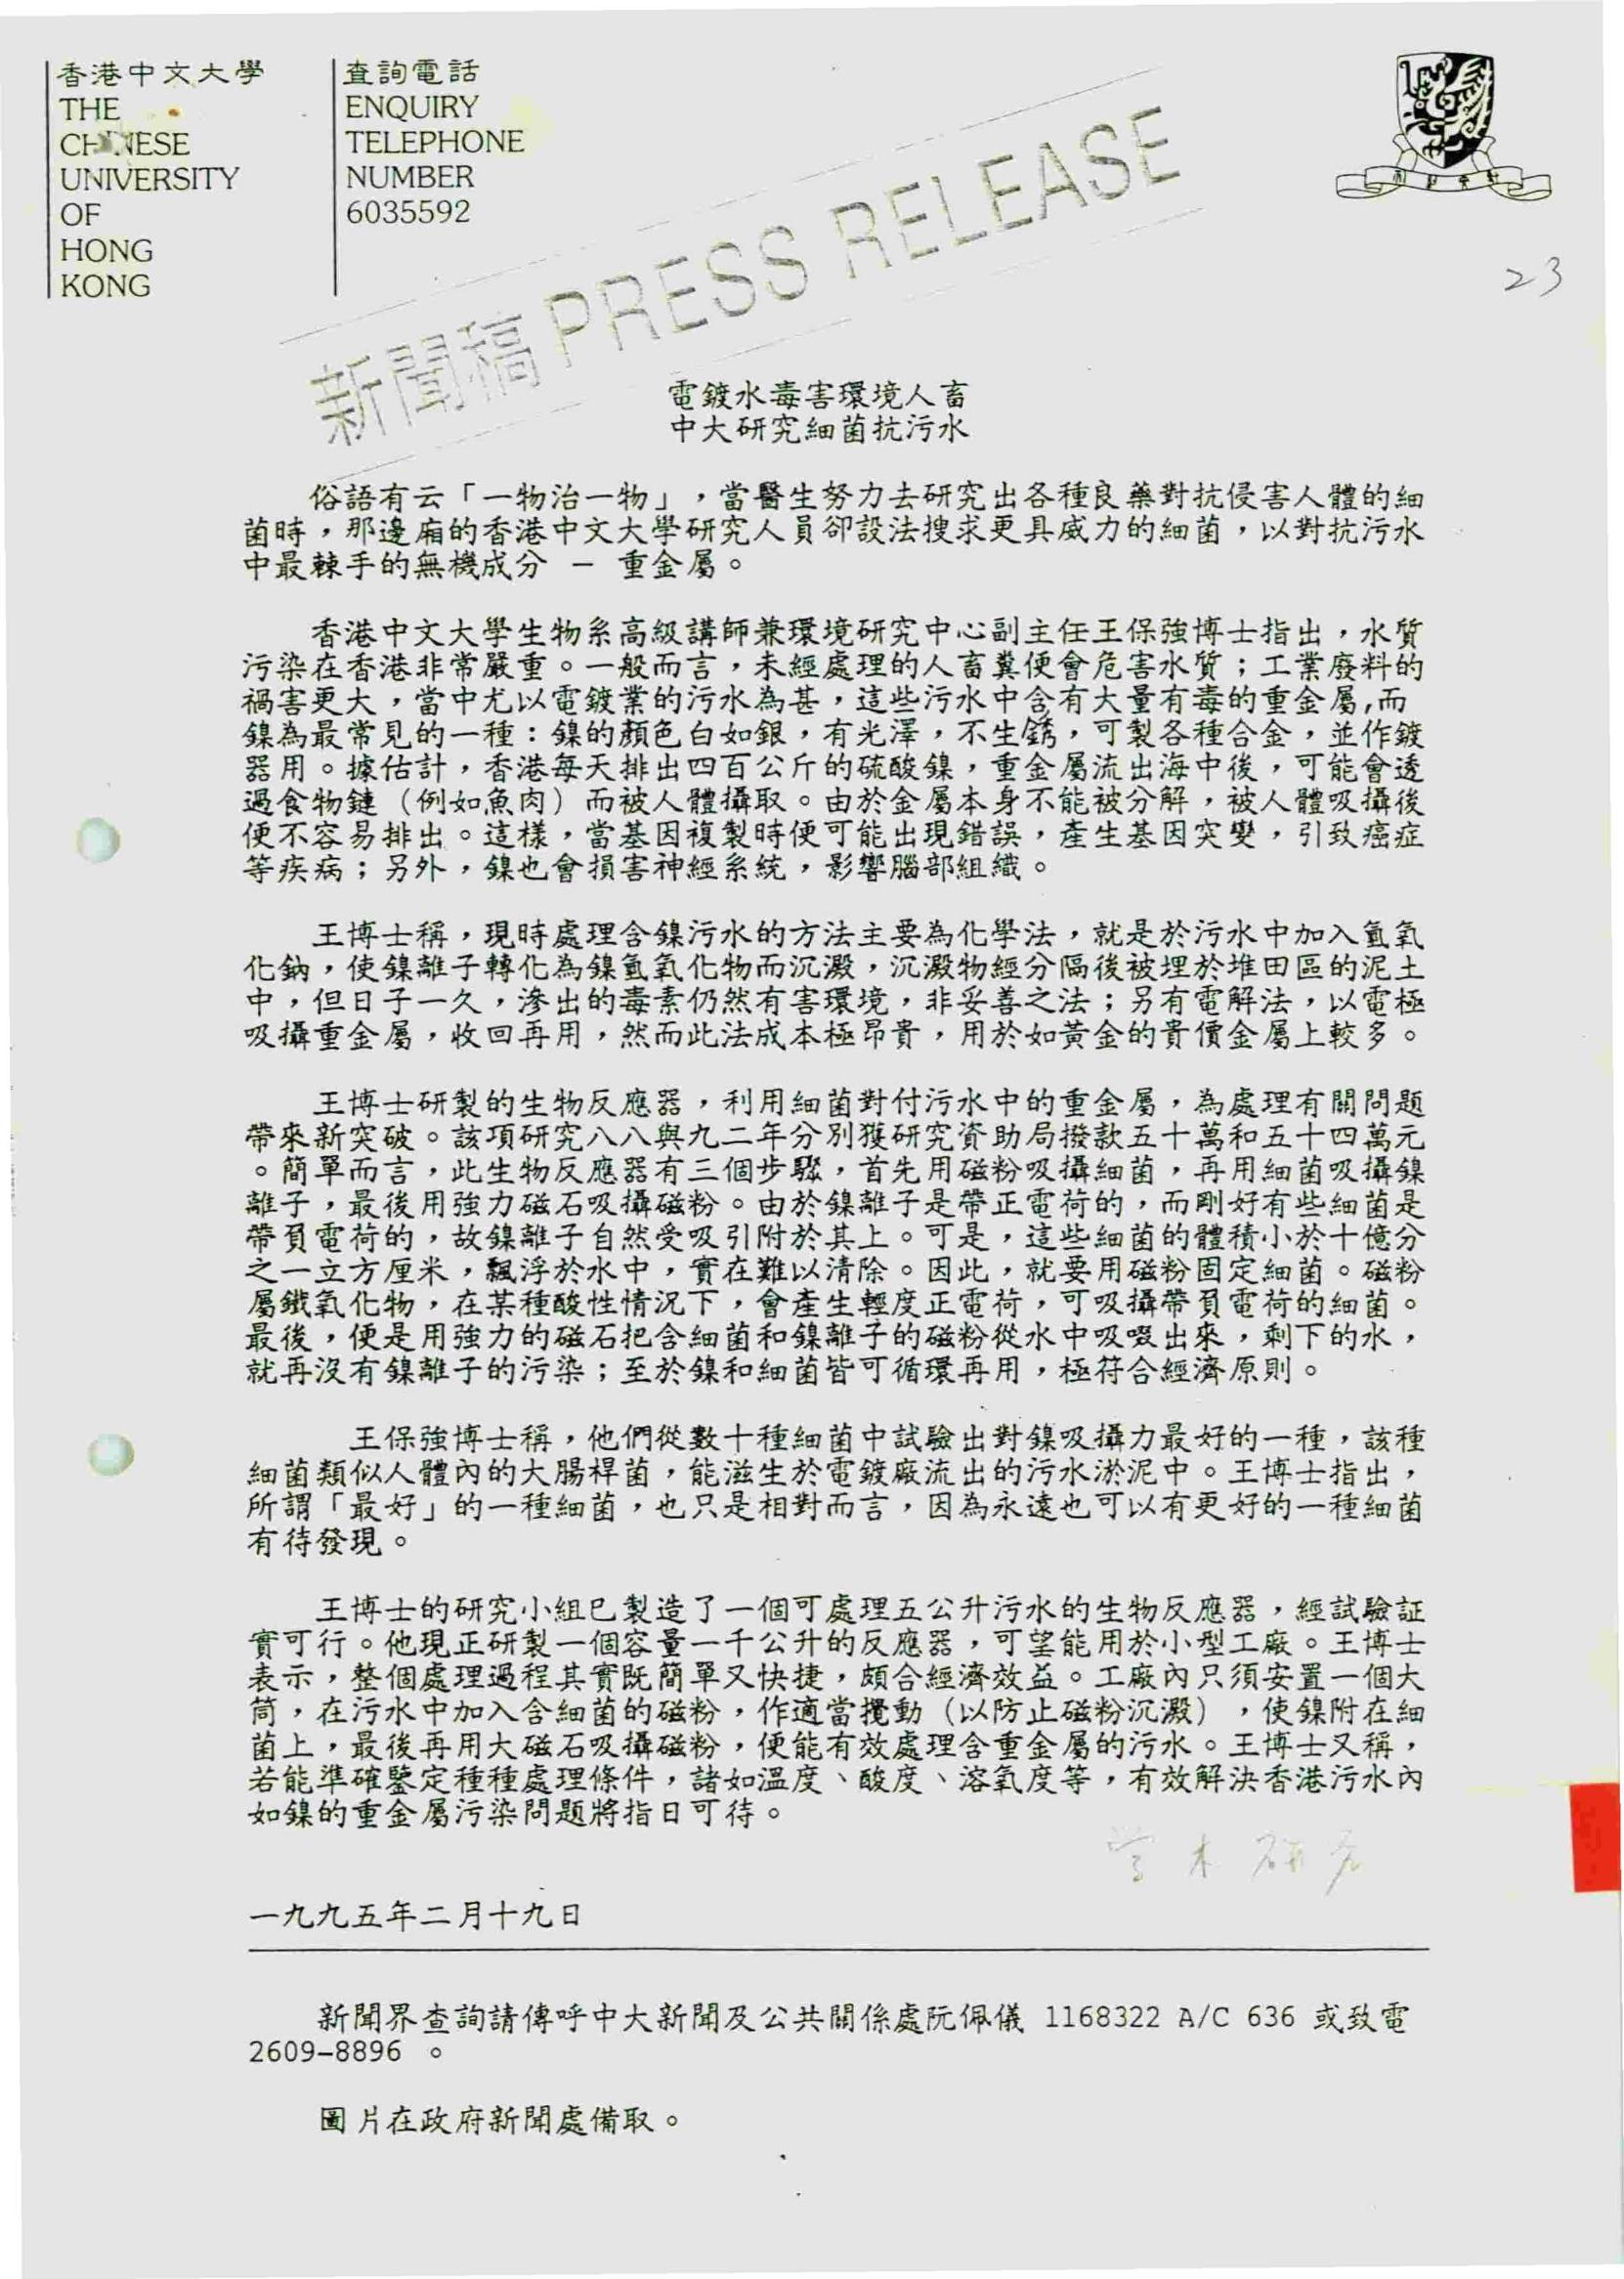 香港中文大學
THE
CHINESE
UNIVERSITY
OF
HONG
KONG
查詢電話
ENQUIRY
TELEPHONE
NUMBER
6035592
新聞稿 PRESS RELEASE
23
電鍍水毒害環境人畜
中大研究細菌抗污水
俗語有云「一物治一物」，當醫生努力去研究出各種良藥對抗侵害人體的細
菌時，那邊廂的香港中文大學研究人員卻設法搜求更具威力的細菌，以對抗污水
中最棘手的無機成分 － 重金屬。
香港中文大學生物系高級講師兼環境研究中心副主任王保強博士指出，水質
污染在香港非常嚴重。一般而言，未經處理的人畜糞便會危害水質；工業廢料的
禍害更大，當中尤以電鍍業的污水為甚，這些污水中含有大量有毒的重金屬,而
鎳為最常見的一種：鎳的顏色白如銀，有光澤，不生銹，可製各種合金，並作鍍
器用。據估計，香港每天排出四百公斤的硫酸鎳，重金屬流出海中後，可能會透
過食物鏈（例如魚肉）而被人體攝取。由於金屬本身不能被分解，被人體吸攝後
便不容易排出。這樣，當基因複製時便可能出現錯誤，產生基因突變，引致癌症
等疾病；另外，鎳也會損害神經系統，影響腦部組織。
王博士稱，現時處理含鎳污水的方法主要為化學法，就是於污水中加入氫氧
化鈉，使鎳離子轉化為鎳氫氧化物而沉澱，沉澱物經分隔後被埋於堆田區的泥土
中，但日子一久，滲出的毒素仍然有害環境，非妥善之法；另有電解法，以電極
吸攝重金屬，收回再用，然而此法成本極昂貴，用於如黃金的貴價金屬上較多。
王博士研製的生物反應器，利用細菌對付污水中的重金屬，為處理有關問題
帶來新突破。該項研究八八與九二年分別獲研究資助局撥款五十萬和五十四萬元
。簡單而言，此生物反應器有三個步驟，首先用磁粉吸攝細菌，再用細菌吸攝鎳
離子，最後用強力磁石吸攝磁粉。由於鎳離子是帶正電荷的，而剛好有些細菌是
帶負電荷的，故鎳離子自然受吸引附於其上。可是，這些細菌的體積小於十億分
之一立方厘米，飄浮於水中，實在難以清除。因此，就要用磁粉固定細菌。磁粉
屬鐵氧化物，在某種酸性情況下，會產生輕度正電荷，可吸攝帶負電荷的細菌。
最後，便是用強力的磁石把含細菌和鎳離子的磁粉從水中吸啜出來，剩下的水，
就再沒有鎳離子的污染；至於鎳和細菌皆可循環再用，極符合經濟原則。
王保強博士稱，他們從數十種細菌中試驗出對鎳吸攝力最好的一種，該種
細菌類似人體內的大腸桿菌，能滋生於電鍍廠流出的污水淤泥中。王博士指出，
所謂「最好」的一種細菌，也只是相對而言，因為永遠也可以有更好的一種細菌
有待發現。
王博士的研究小組已製造了一個可處理五公升污水的生物反應器，經試驗証
實可行。他現正研製一個容量一千公升的反應器，可望能用於小型工廠。王博士
表示，整個處理過程其實既簡單又快捷，頗合經濟效益。工廠內只須安置一個大
筒，在污水中加入含細菌的磁粉，作適當攪動（以防止磁粉沉澱），使鎳附在細
菌上，最後再用大磁石吸攝磁粉，便能有效處理含重金屬的污水。王博士又稱，
若能準確鑒定種種處理條件，諸如溫度、酸度、溶氧度等，有效解決香港污水內
如鎳的重金屬污染問題將指日可待。
学术研究
一九九五年二月十九日
新聞界查詢請傳呼中大新聞及公共關係處阮佩儀 1168322 A/C 636 或致電
2609-8896 。
圖片在政府新聞處備取。